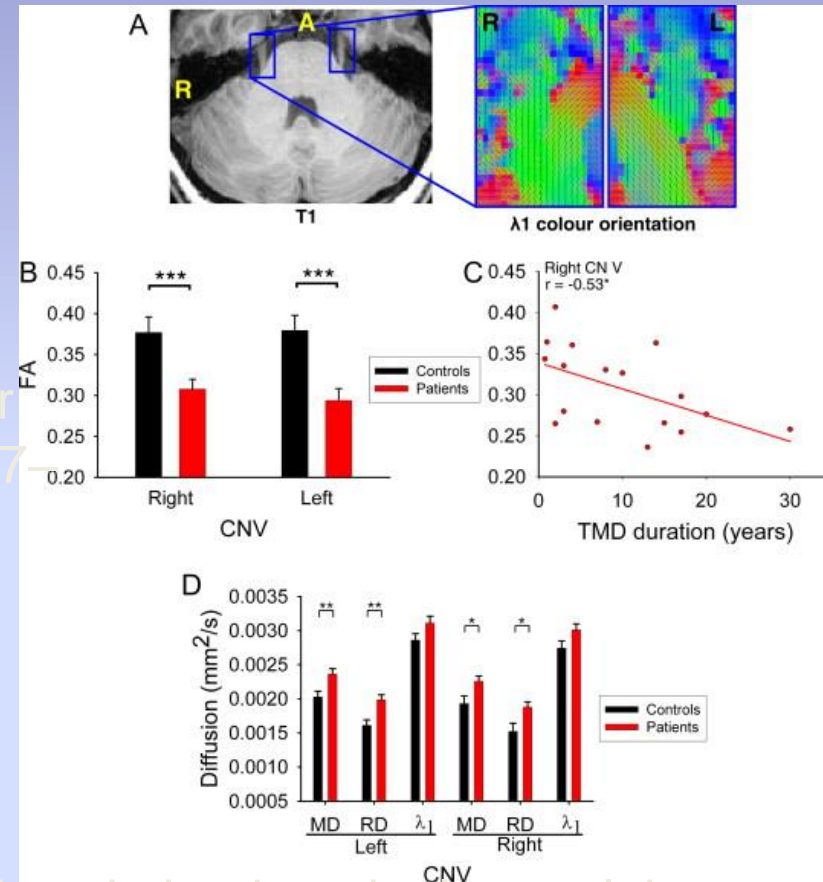 A
A
R
R
L
T1
λ1 colour orientation
B
0.45
0.40
0.35
0.30
0.25
0.20
FA
***
***
Right
Left
CNV
Controls
Patients
C
0.45
0.40
0.35
0.30
0.25
0.20
Right CN V
r = -0.53*
0
10
20
30
TMD duration (years)
r
7–
D
0.0035
0.0030
0.0025
0.0020
0.0015
0.0010
0.0005
Diffusion (mm²/s)
**
**
*
*
MD RD λ1 MD RD λ1
Left
Right
CNV
Controls
Patients